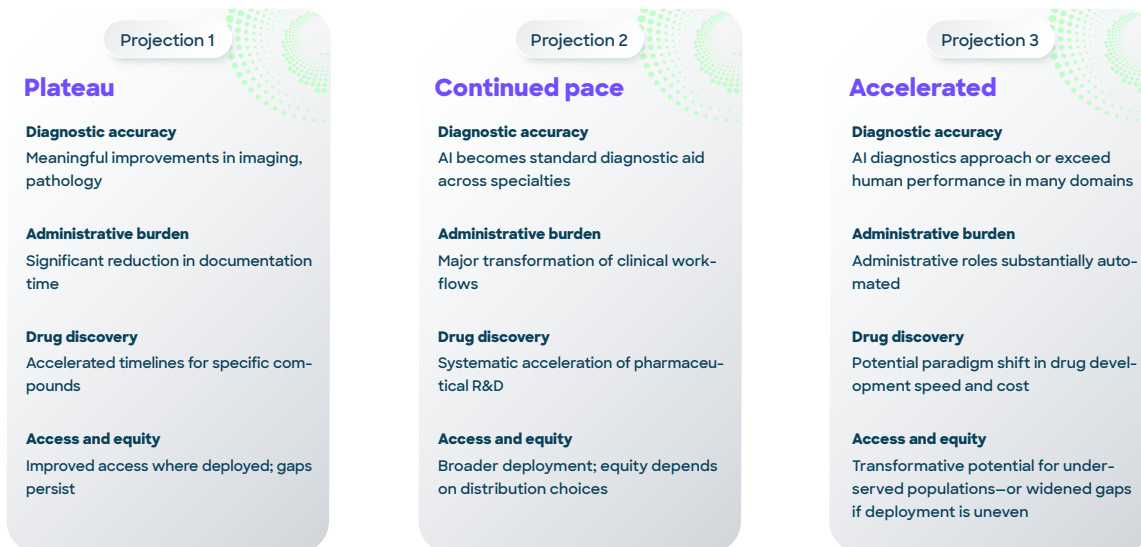 Projection 1
Plateau
Diagnostic accuracy
Meaningful improvements in imaging,
pathology
Administrative burden
Significant reduction in documentation
time
Drug discovery
Accelerated timelines for specific com-
pounds
Access and equity
Improved access where deployed; gaps
persist
Projection 2
Continued pace
Diagnostic accuracy
AI becomes standard diagnostic aid
across specialties
Administrative burden
Major transformation of clinical work-
flows
Drug discovery
Systematic acceleration of pharmaceu-
tical R&D
Access and equity
Broader deployment; equity depends
on distribution choices
Projection 3
Accelerated
Diagnostic accuracy
AI diagnostics approach or exceed
human performance in many domains
Administrative burden
Administrative roles substantially auto-
mated
Drug discovery
Potential paradigm shift in drug devel-
opment speed and cost
Access and equity
Transformative potential for under-
served populations—or widened gaps
if deployment is uneven